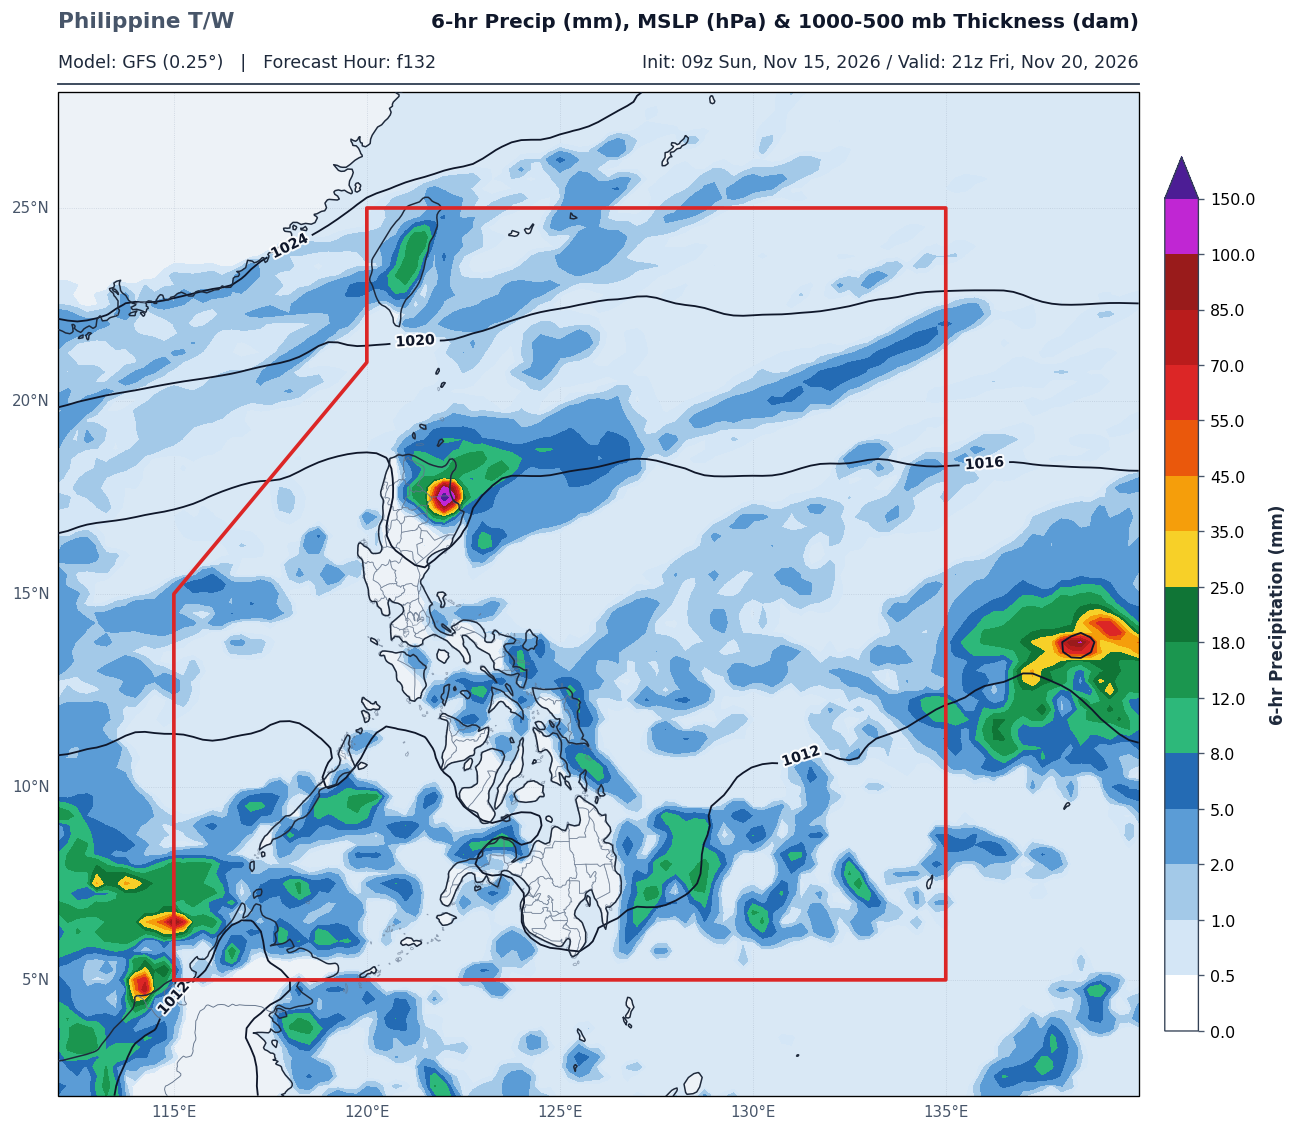 Philippine T/W
6-hr Precip (mm), MSLP (hPa) & 1000-500 mb Thickness (dam)
Model: GFS (0.25°) | Forecast Hour: f132
Init: 09z Sun, Nov 15, 2026 / Valid: 21z Fri, Nov 20, 2026
25°N
20°N
15°N
10°N
5°N
115°E
120°E
125°E
130°E
135°E
1024
1020
1016
1012
1012
150.0
100.0
85.0
70.0
55.0
45.0
35.0
25.0
18.0
12.0
8.0
5.0
2.0
1.0
0.5
0.0
6-hr Precipitation (mm)